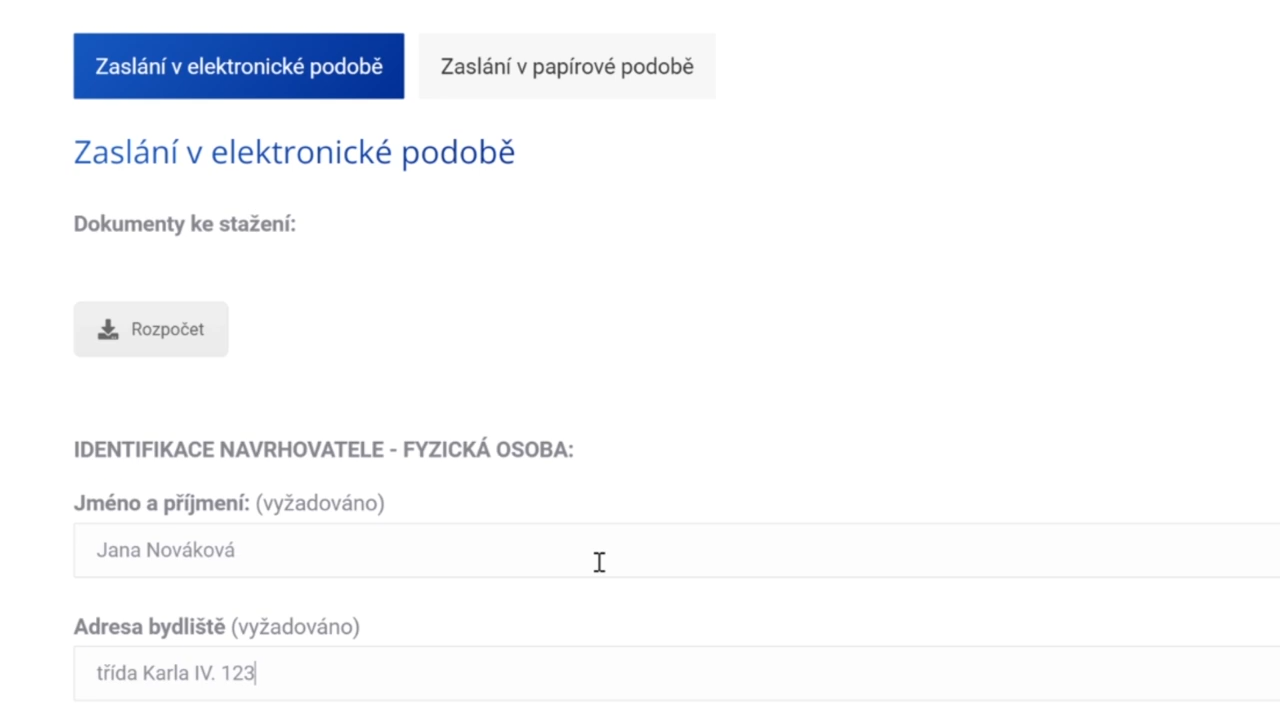 Zaslání v elektronické podobě
Zaslání v papírové podobě
Zaslání v elektronické podobě
Dokumenty ke stažení:
Rozpočet
IDENTIFIKACE NAVRHOVATELE - FYZICKÁ OSOBA:
Jméno a příjmení: (vyžadováno)
Jana Nováková
Adresa bydliště (vyžadováno)
třída Karla IV. 123